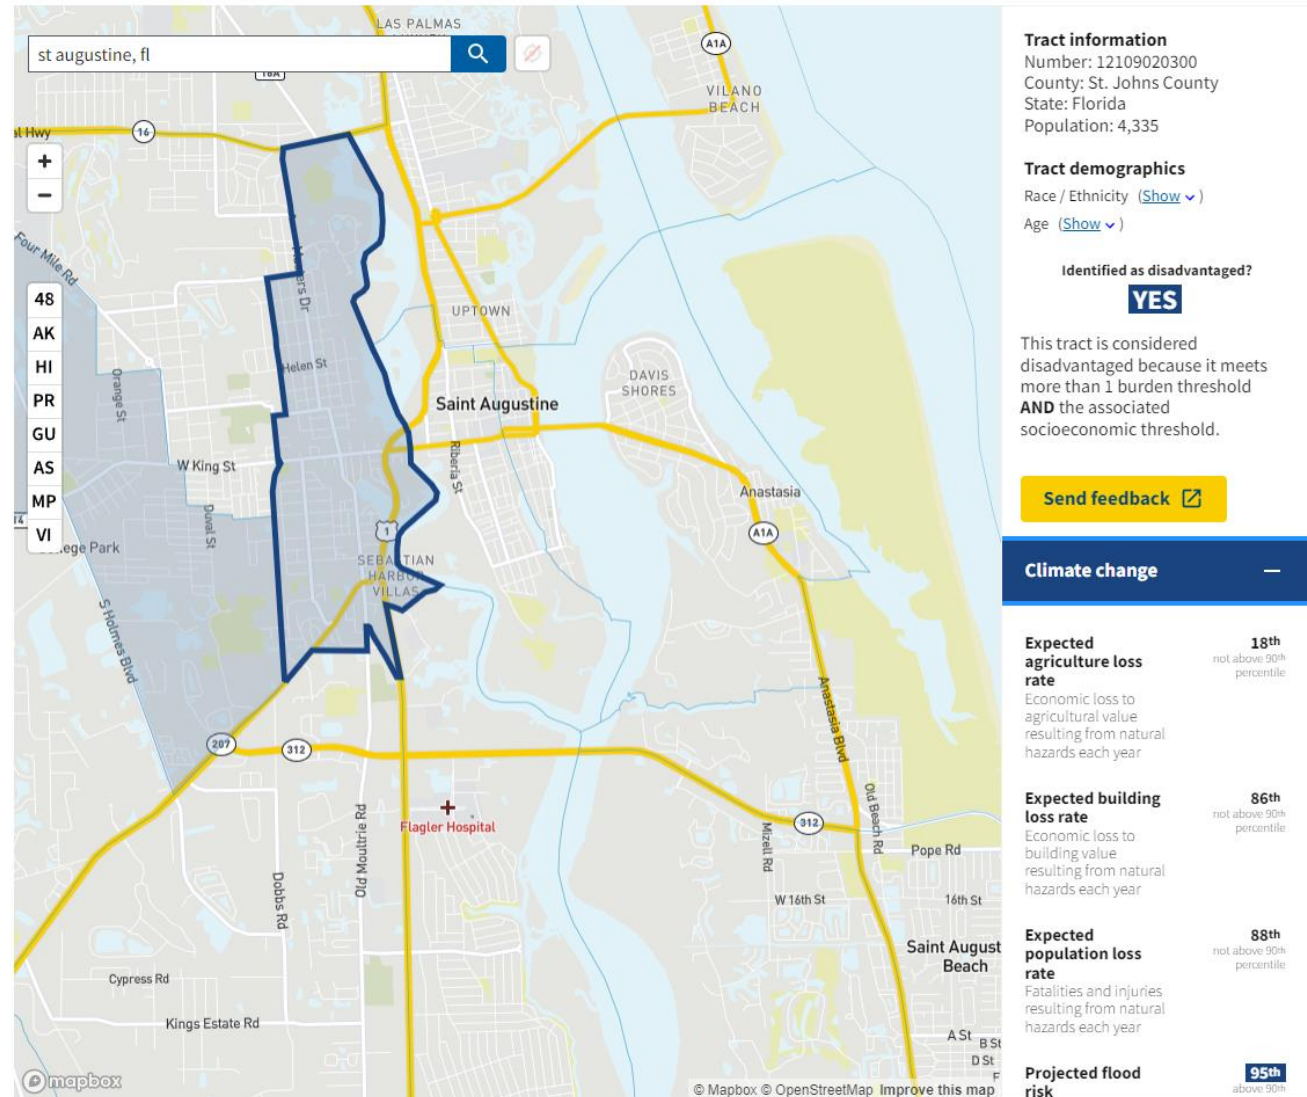 LAS PALMAS
st augustine, fl
A1A
VILANO
BEACH
16A
16
+
−
Four Mile Rd
48
AK
HI
PR
GU
AS
MP
VI
UPTOWN
Helen St
DAVIS
SHORES
Orange St
Saint Augustine
Riberia St
W King St
Anastasia
Duval St
1
A1A
SEBASTIAN
HARBOR
VILLAS
S Holmes Blvd
Anastasia Blvd
207
312
Old Beach Rd
Flagler Hospital
Old Moultrie Rd
312
Mizell Rd
Pope Rd
Dobbs Rd
W 16th St
16th St
Saint August
Beach
Cypress Rd
Kings Estate Rd
A St
B St
D St
F
mapbox
© Mapbox © OpenStreetMap Improve this map
Tract information
Number: 12109020300
County: St. Johns County
State: Florida
Population: 4,335
Tract demographics
Race / Ethnicity (Show )
Age (Show )
Identified as disadvantaged?
YES
This tract is considered
disadvantaged because it meets
more than 1 burden threshold
AND the associated
socioeconomic threshold.
Send feedback
Climate change −
Expected 18th
agriculture loss not above 90th
rate percentile
Economic loss to
agricultural value
resulting from natural
hazards each year
Expected building 86th
loss rate not above 90th
Economic loss to percentile
building value
resulting from natural
hazards each year
Expected 88th
population loss not above 90th
rate percentile
Fatalities and injuries
resulting from natural
hazards each year
Projected flood 95th
risk above 90th